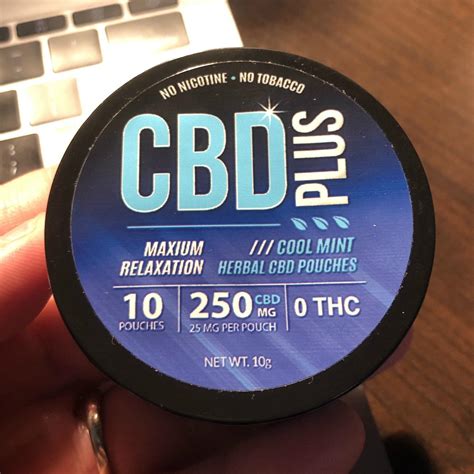 NO NICOTINE • NO TOBACCO
CBD PLUS
MAXIUM
RELAXATION
/// COOL MINT
HERBAL CBD POUCHES
10
POUCHES
250 CBD MG
25 MG PER POUCH
0 THC
NET WT. 10g